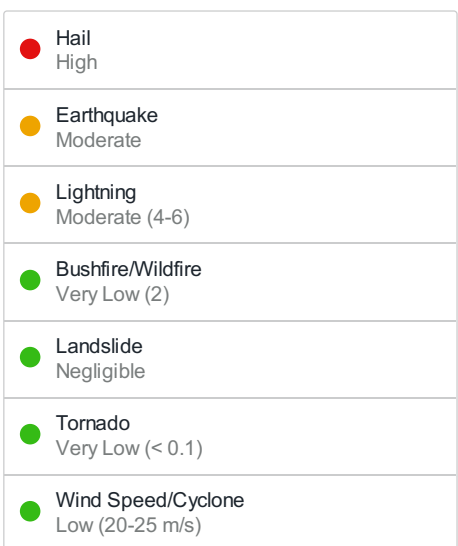 Hail
High
Earthquake
Moderate
Lightning
Moderate (4-6)
Bushfire/Wildfire
Very Low (2)
Landslide
Negligible
Tornado
Very Low (< 0.1)
Wind Speed/Cyclone
Low (20-25 m/s)